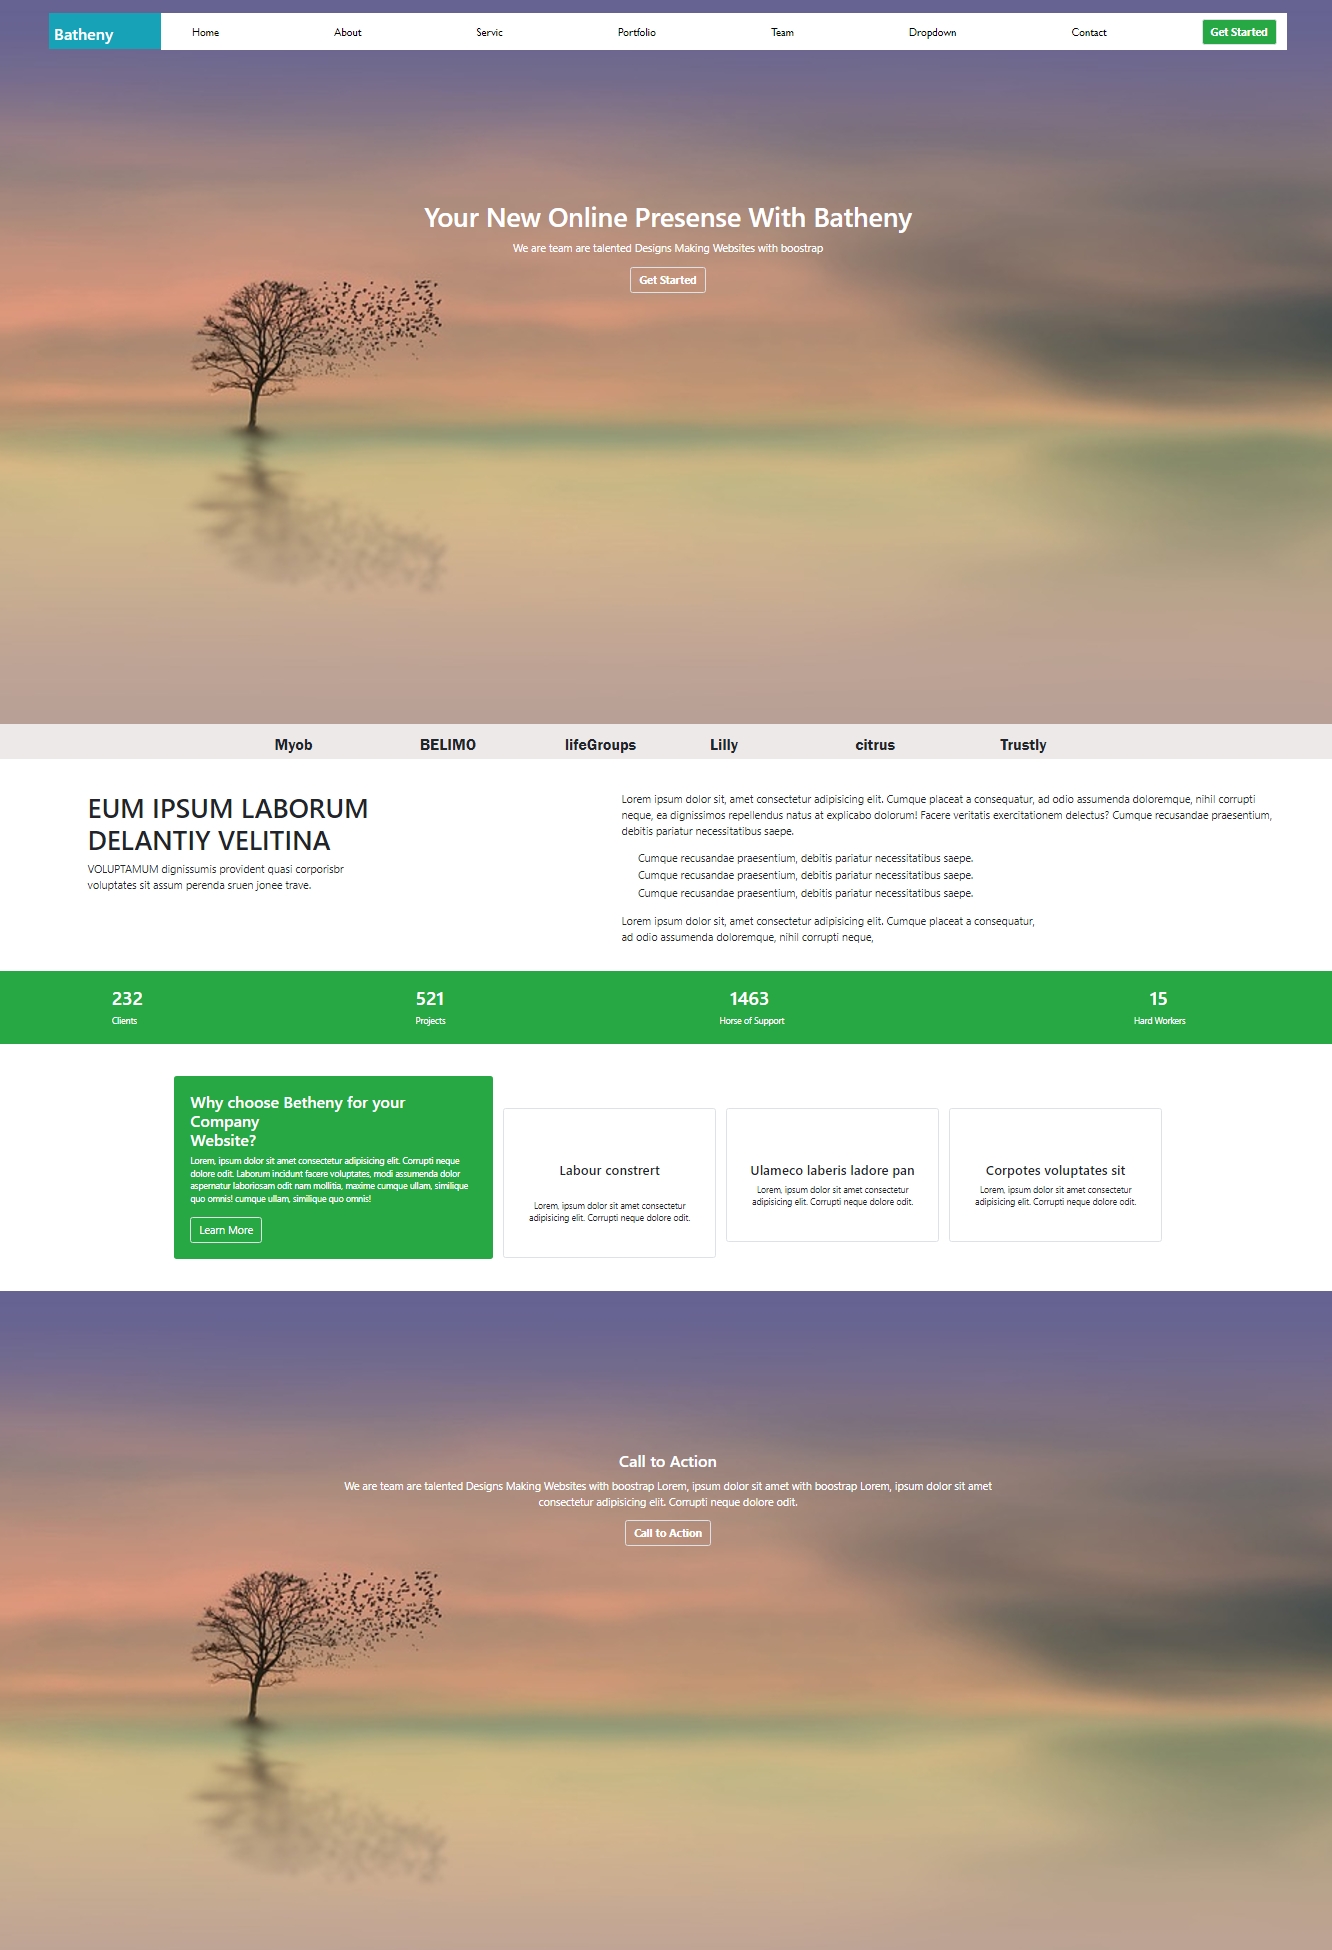 Batheny
Home About Servic Portfolio Team Dropdown Contact Get Started
Your New Online Presense With Batheny
We are team are talented Designs Making Websites with boostrap
Get Started
Myob BELIMO lifeGroups Lilly citrus Trustly
EUM IPSUM LABORUM
DELANTIY VELITINA
VOLUPTAMUM dignissumis provident quasi corporisbr
voluptates sit assum perenda sruen jonee trave.
Lorem ipsum dolor sit, amet consectetur adipisicing elit. Cumque placeat a consequatur, ad odio assumenda doloremque, nihil corrupti
neque, ea dignissimos repellendus natus at explicabo dolorum! Facere veritatis exercitationem delectus? Cumque recusandae praesentium,
debitis pariatur necessitatibus saepe.
Cumque recusandae praesentium, debitis pariatur necessitatibus saepe.
Cumque recusandae praesentium, debitis pariatur necessitatibus saepe.
Cumque recusandae praesentium, debitis pariatur necessitatibus saepe.
Lorem ipsum dolor sit, amet consectetur adipisicing elit. Cumque placeat a consequatur,
ad odio assumenda doloremque, nihil corrupti neque,
232 521 1463 15
Clients Projects Horse of Support Hard Workers
Why choose Betheny for your
Company
Website?
Lorem, ipsum dolor sit amet consectetur adipisicing elit. Corrupti neque
dolore odit. Laborum incidunt facere voluptates, modi assumenda dolor
aspernatur laboriosam odit nam mollitia, maxime cumque ullam, similique
quo omnis! cumque ullam, similique quo omnis!
Learn More
Labour constrert
Lorem, ipsum dolor sit amet consectetur
adipisicing elit. Corrupti neque dolore odit.
Ulameco laberis ladore pan
Lorem, ipsum dolor sit amet consectetur
adipisicing elit. Corrupti neque dolore odit.
Corpotes voluptates sit
Lorem, ipsum dolor sit amet consectetur
adipisicing elit. Corrupti neque dolore odit.
Call to Action
We are team are talented Designs Making Websites with boostrap Lorem, ipsum dolor sit amet with boostrap Lorem, ipsum dolor sit amet
consectetur adipisicing elit. Corrupti neque dolore odit.
Call to Action